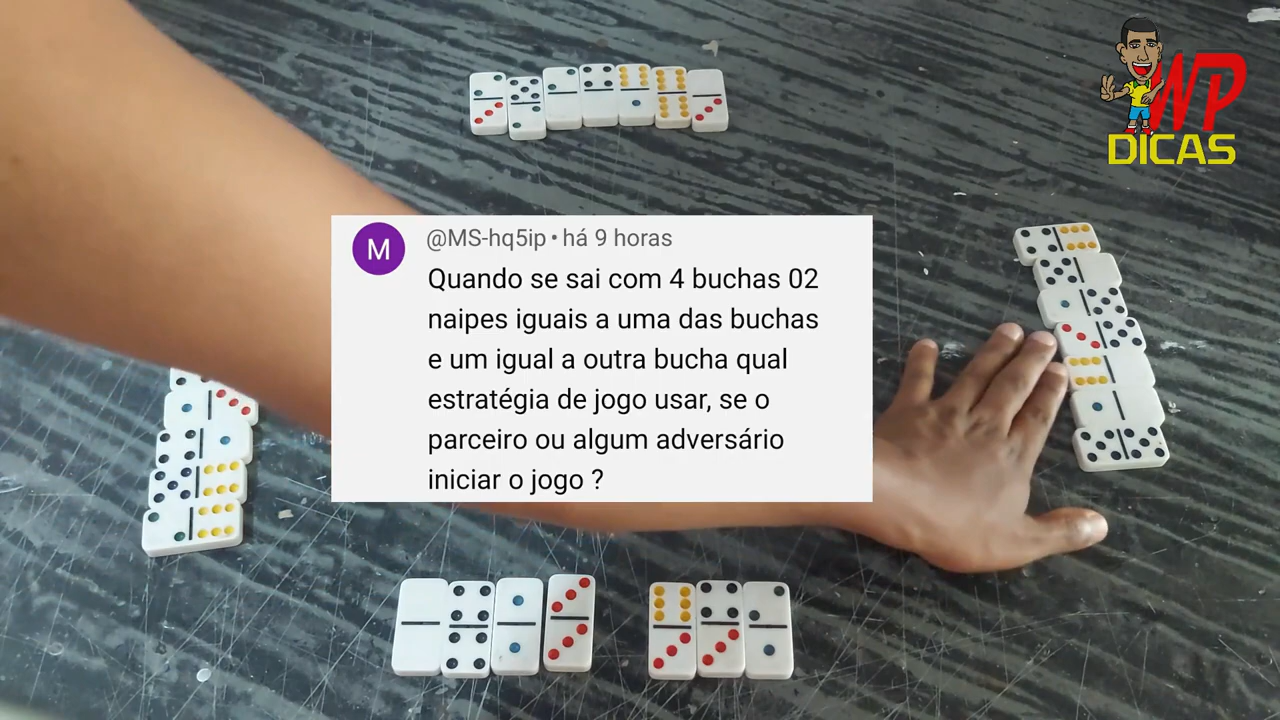 WP
DICAS
@MS-hq5ip • há 9 horas
M
Quando se sai com 4 buchas 02
naipes iguais a uma das buchas
e um igual a outra bucha qual
estratégia de jogo usar, se o
parceiro ou algum adversário
iniciar o jogo ?